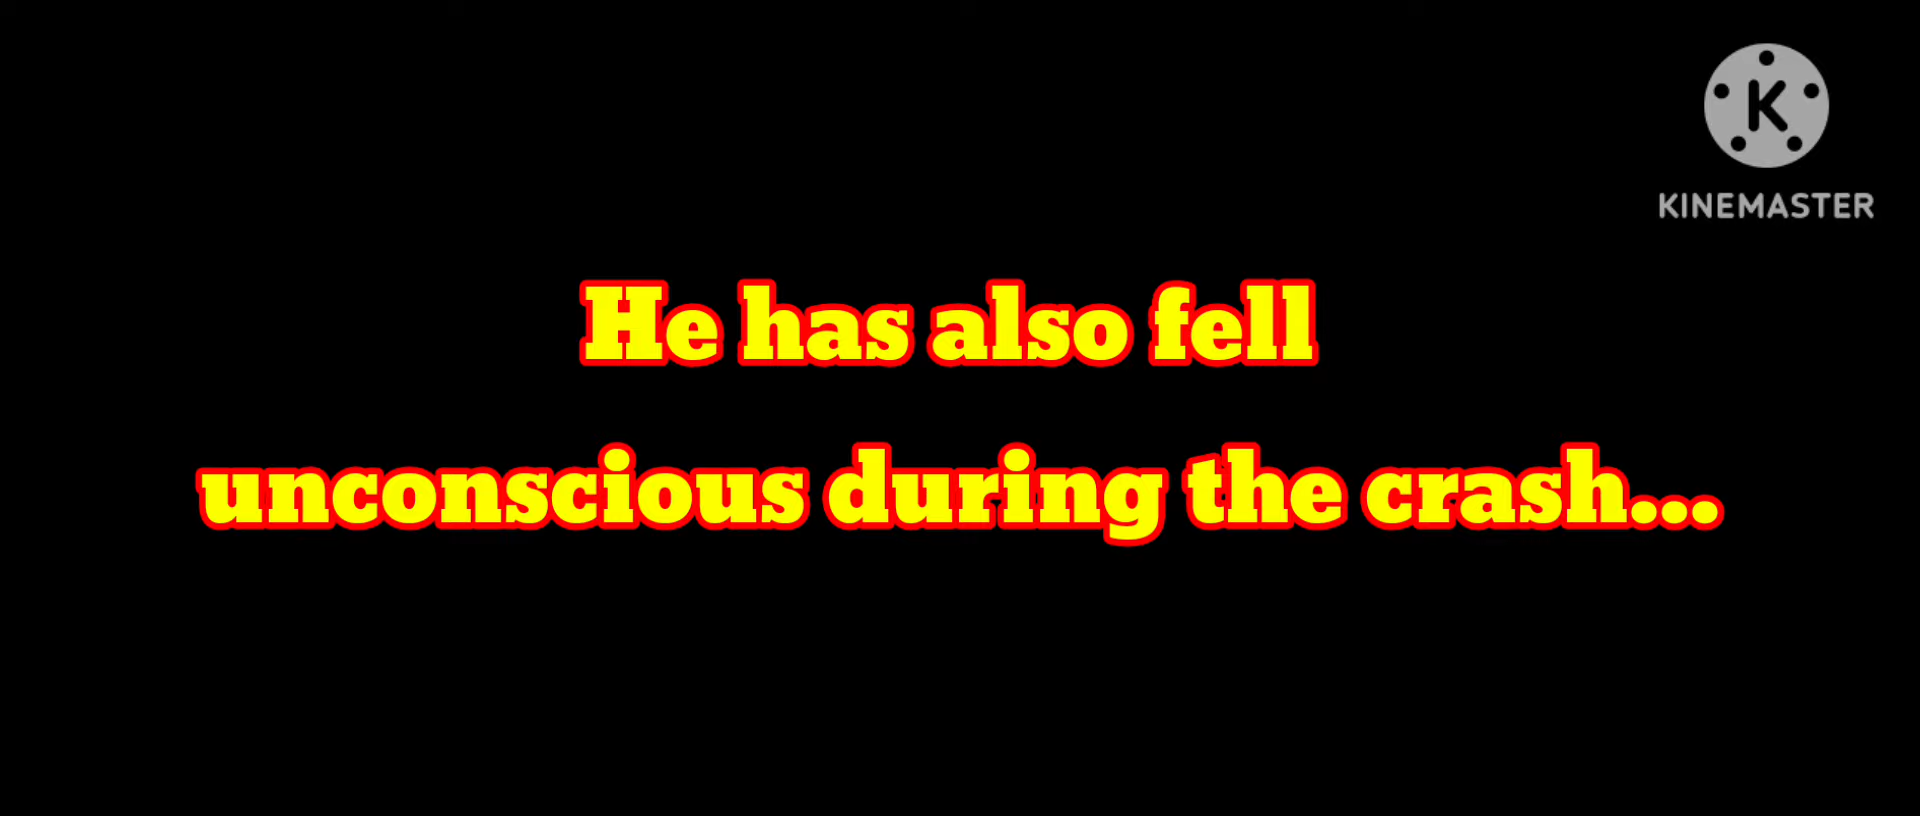 K
KINEMASTER
He has also fell
unconscious during the crash...